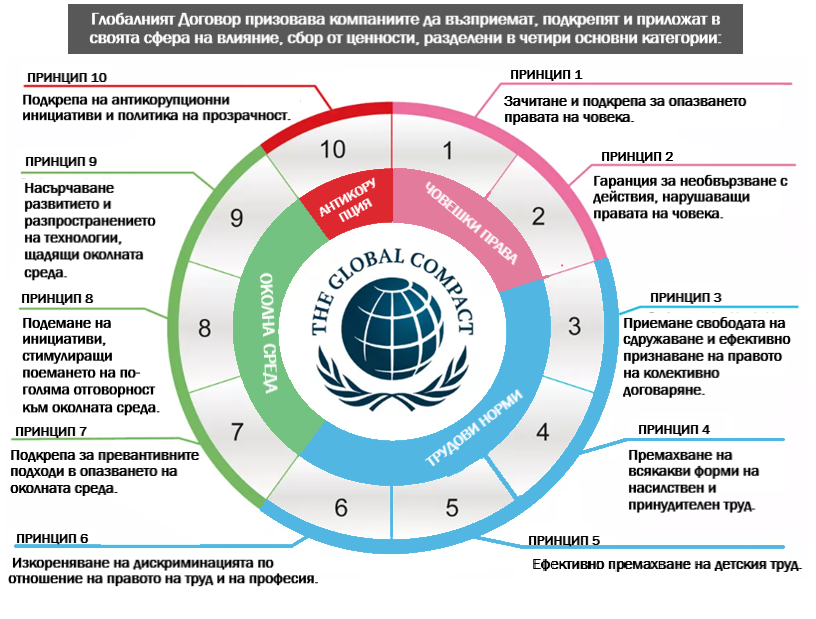 Глобалният Договор призовава компаниите да възприемат, подкрепят и приложат в
своята сфера на влияние, сбор от ценности, разделени в четири основни категории:
ПРИНЦИП 1
Зачитане и подкрепа за опазването
правата на човека.
ПРИНЦИП 2
Гаранция за необвързване с
действия, нарушаващи
правата на човека.
ПРИНЦИП 3
Приемане свободата на
сдружаване и ефективно
признаване на правото
на колективно
договаряне.
ПРИНЦИП 4
Премахване на
всякакви форми на
насилствен и
принудителен труд.
ПРИНЦИП 5
Ефективно премахване на детския труд.
ПРИНЦИП 6
Изкореняване на дискриминацията по
отношение на правото на труд и на професия.
ПРИНЦИП 7
Подкрепа за превантивните
подходи в опазването на
околната среда.
ПРИНЦИП 8
Подемане на
инициативи,
стимулиращи
поемането на по-
голяма отговорност
към околната среда.
ПРИНЦИП 9
Насърчаване
развитието и
разпространението
на технологии,
щадящи околната
среда.
ПРИНЦИП 10
Подкрепа на антикорупционни
инициативи и политика на прозрачност.
1
2
3
4
5
6
7
8
9
10
ЧОВЕШКИ ПРАВА
ТРУДОВИ НОРМИ
ОКОЛНА СРЕДА
АНТИКОРУ
ПЦИЯ
THE GLOBAL COMPACT